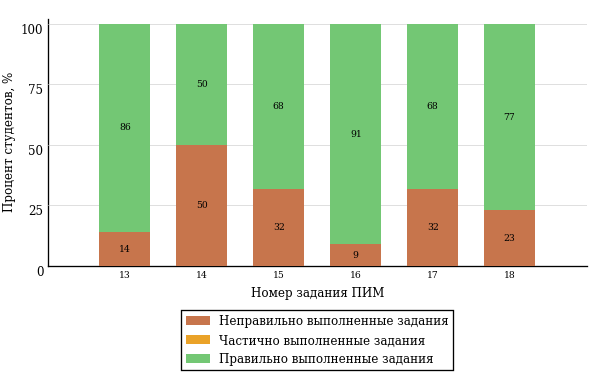 Процент студентов, %
100
75
50
25
0
86
50
68
91
68
77
14
50
32
9
32
23
13 14 15 16 17 18
Номер задания ПИМ
Неправильно выполненные задания
Частично выполненные задания
Правильно выполненные задания